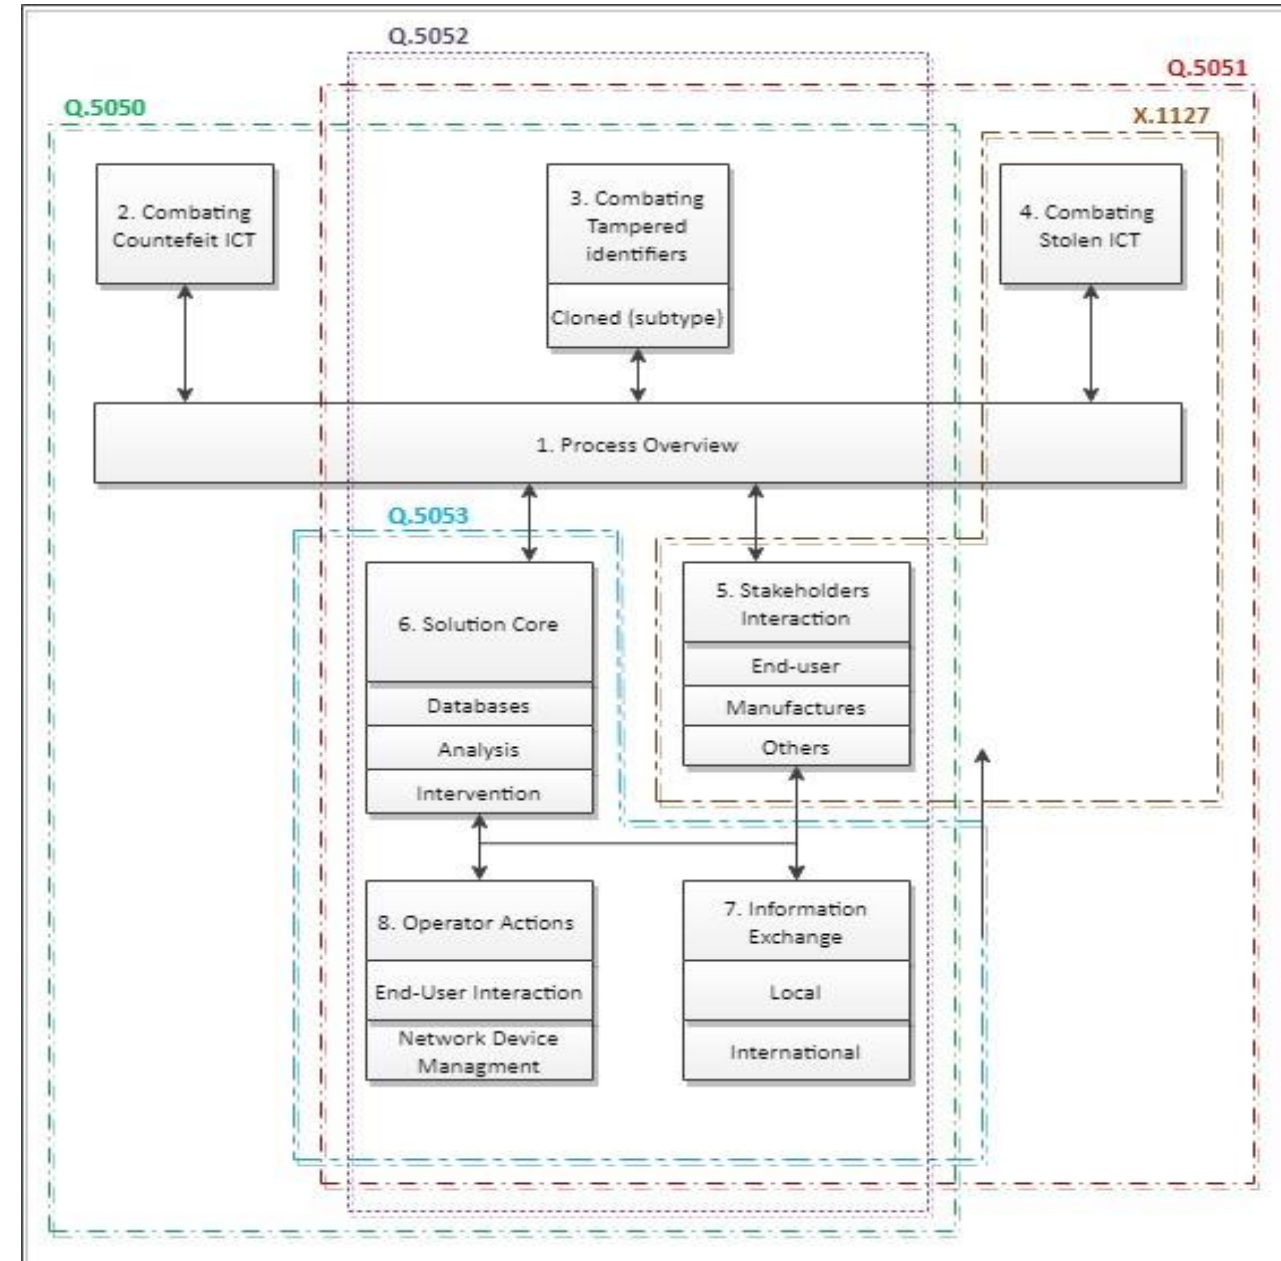 Q.5052
Q.5051
Q.5050
X.1127
2. Combating
Countefeit ICT
3. Combating
Tampered
identifiers
Cloned (subtype)
4. Combating
Stolen ICT
1. Process Overview
Q.5053
6. Solution Core
Databases
Analysis
Intervention
5. Stakeholders
Interaction
End-user
Manufactures
Others
8. Operator Actions
End-User Interaction
Network Device
Managment
7. Information
Exchange
Local
International